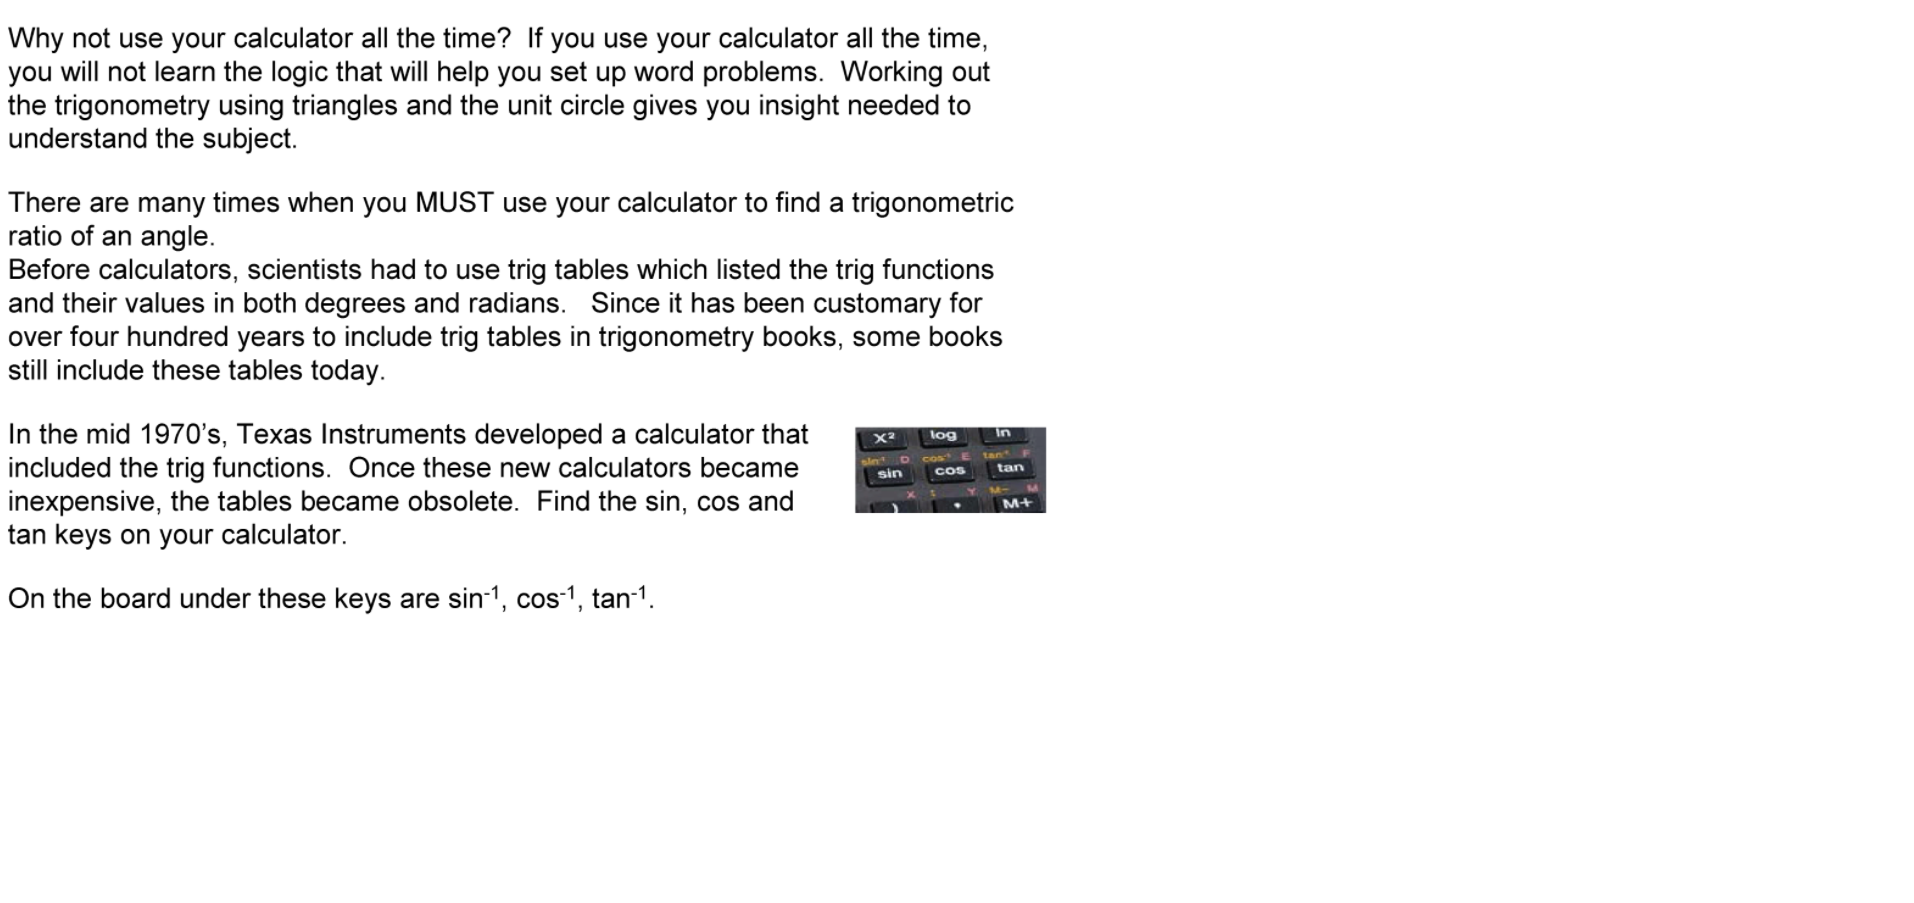 Why not use your calculator all the time?  If you use your calculator all the time,
you will not learn the logic that will help you set up word problems.  Working out
the trigonometry using triangles and the unit circle gives you insight needed to
understand the subject.
There are many times when you MUST use your calculator to find a trigonometric
ratio of an angle.
Before calculators, scientists had to use trig tables which listed the trig functions
and their values in both degrees and radians.   Since it has been customary for
over four hundred years to include trig tables in trigonometry books, some books
still include these tables today.
In the mid 1970’s, Texas Instruments developed a calculator that
included the trig functions.  Once these new calculators became
inexpensive, the tables became obsolete.  Find the sin, cos and
tan keys on your calculator.
X² log ln
sin⁻¹ D cos⁻¹ E tan⁻¹ F
sin cos tan
X : Y M− M
) • M+
On the board under these keys are sin⁻¹, cos⁻¹, tan⁻¹.